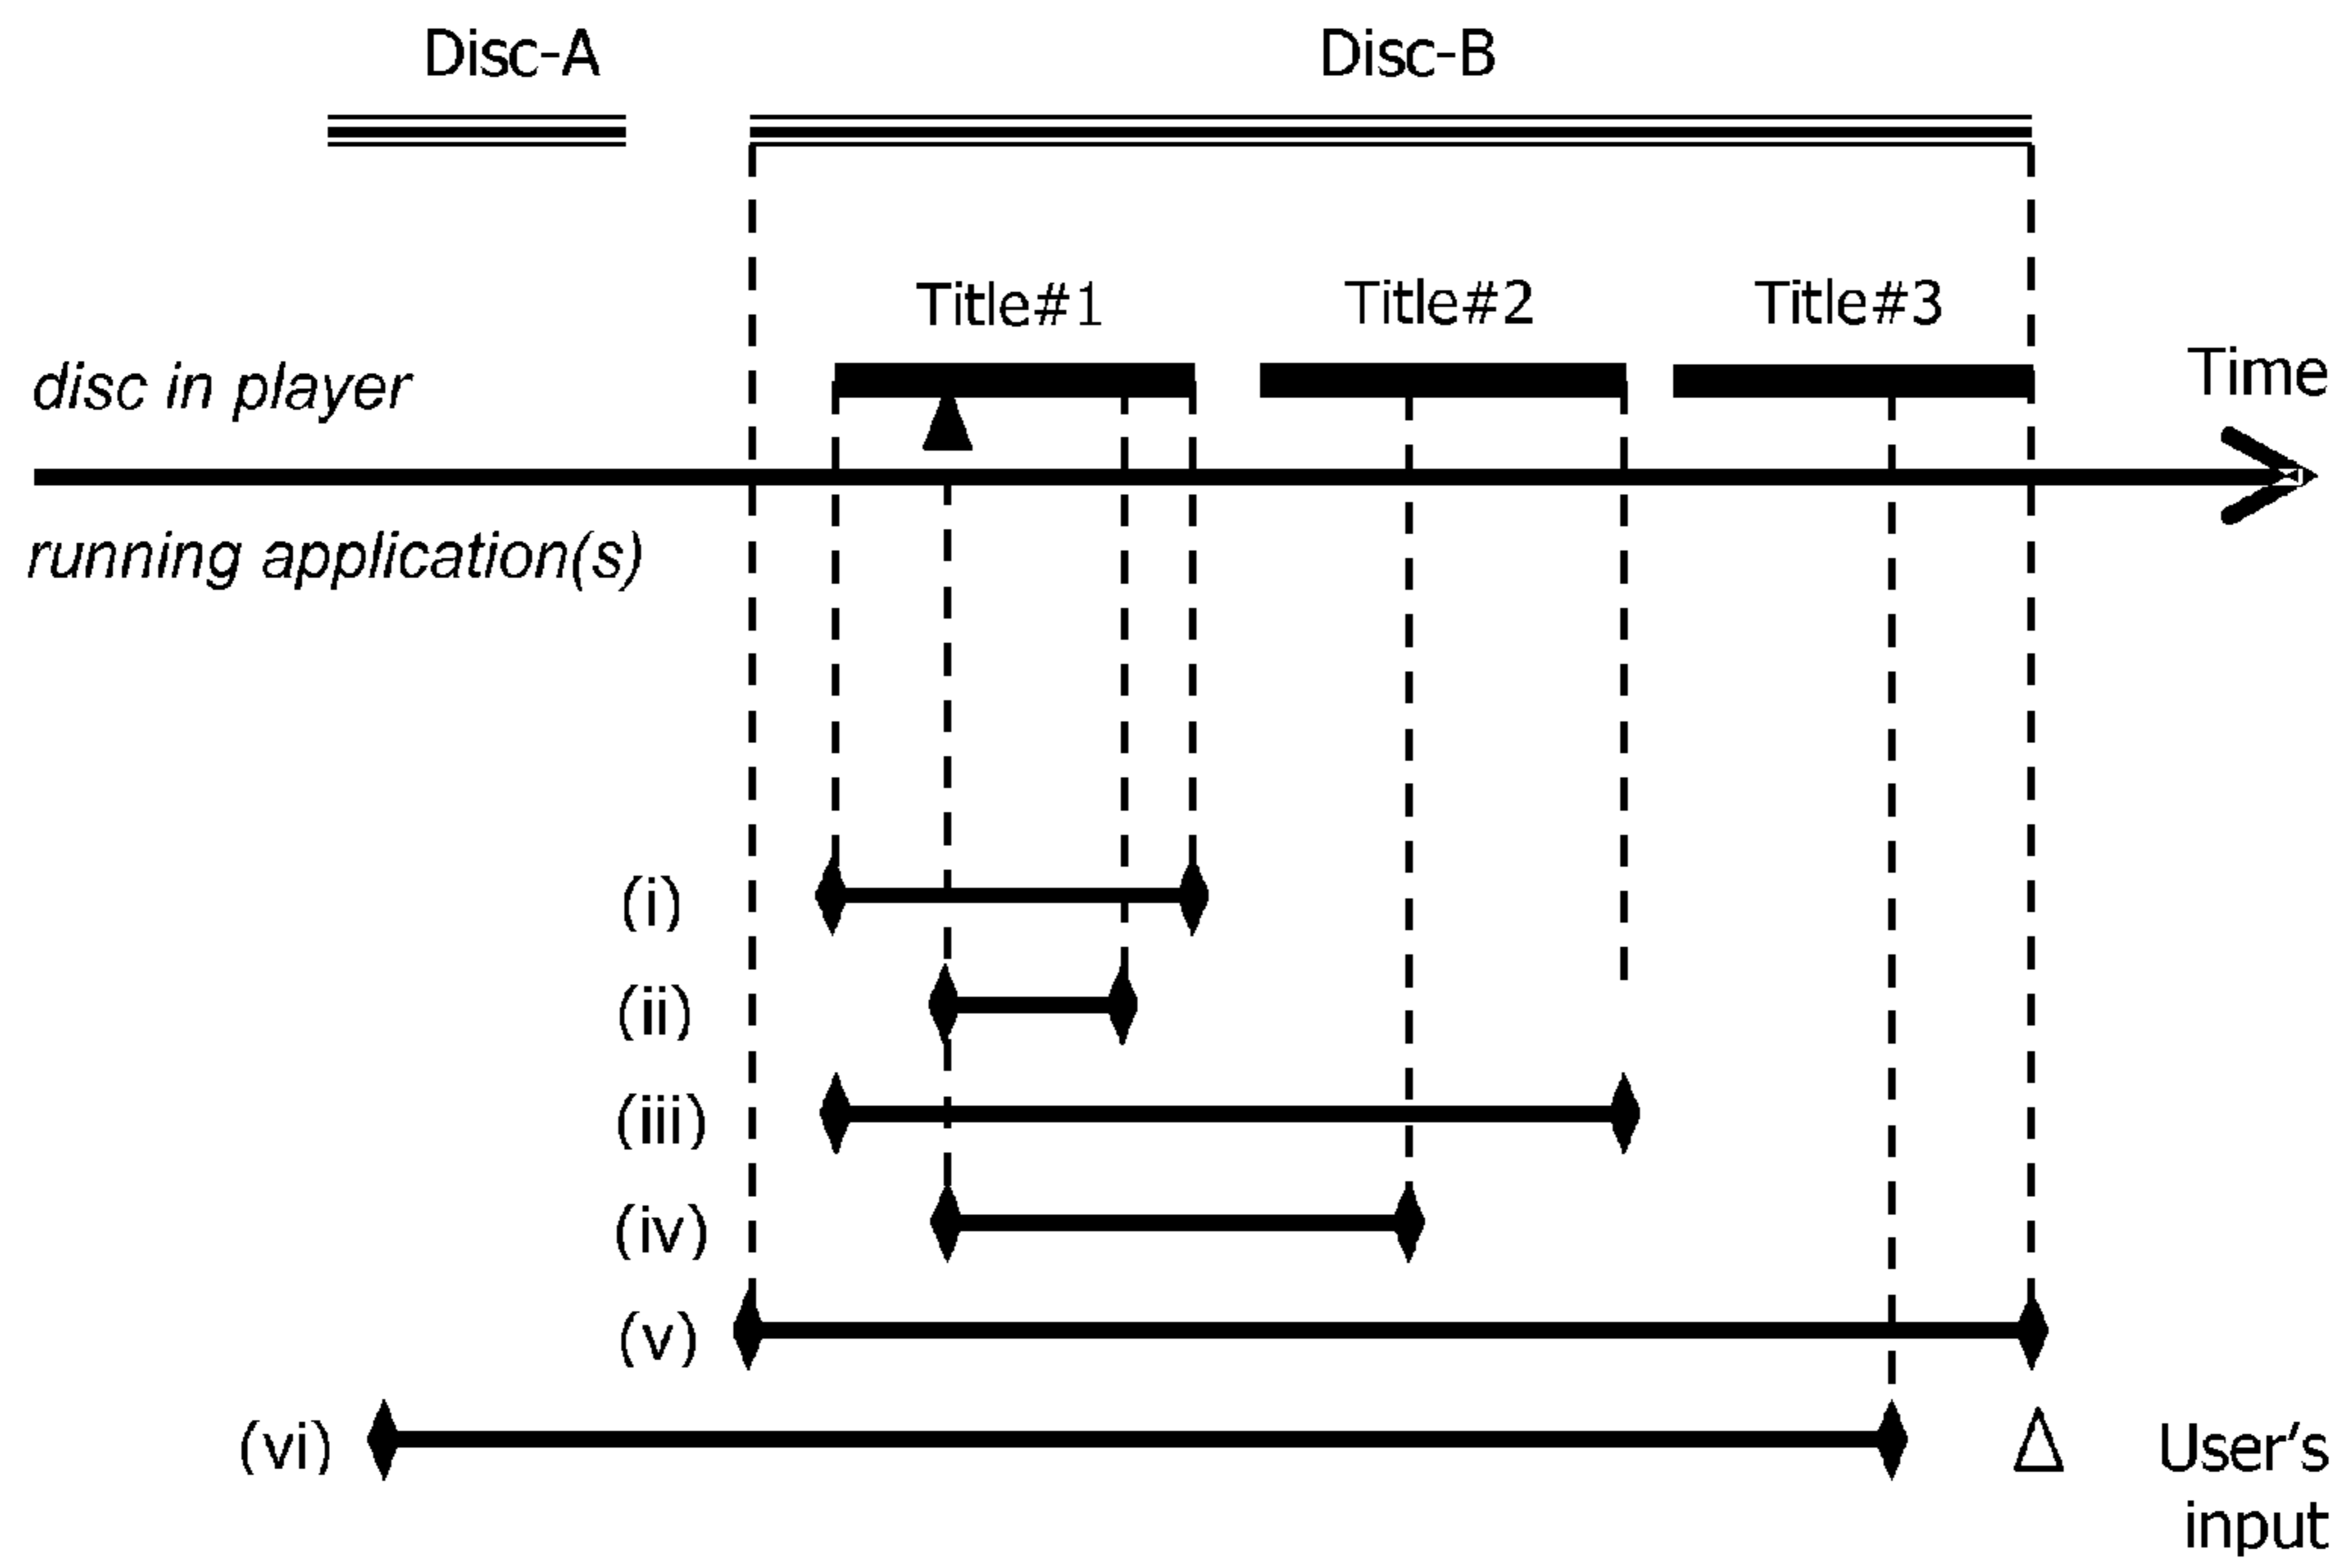 Disc-A Disc-B
Title#1 Title#2 Title#3
disc in player
Time
running application(s)
(i)
(ii)
(iii)
(iv)
(v)
(vi)
User's
input